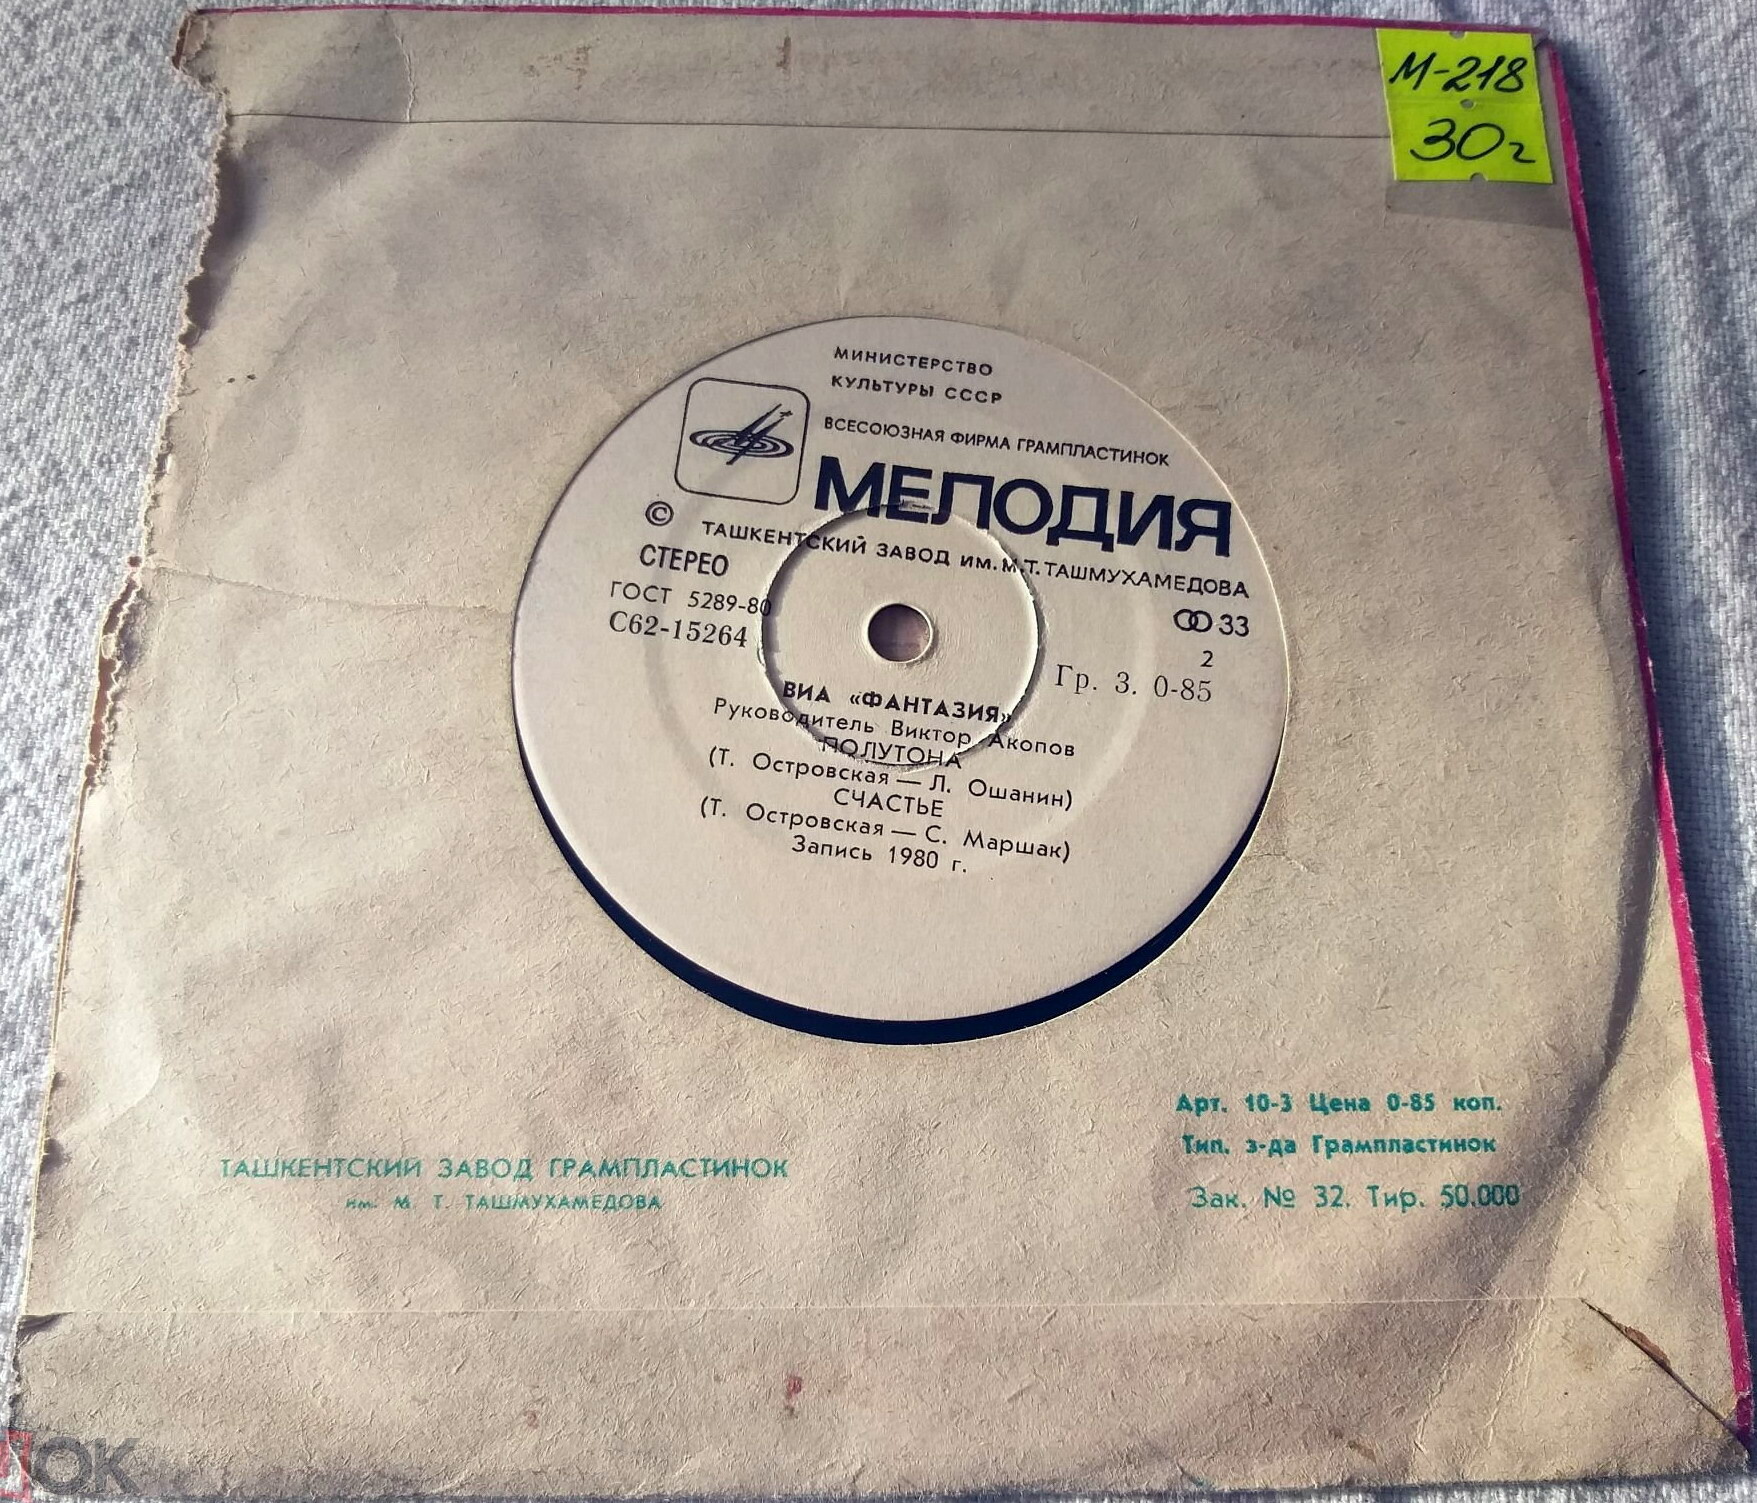 М-218
30г
МИНИСТЕРСТВО
КУЛЬТУРЫ СССР
ВСЕСОЮЗНАЯ ФИРМА ГРАМПЛАСТИНОК
МЕЛОДИЯ
© ТАШКЕНТСКИЙ ЗАВОД ИМ. М.Т. ТАШМУХАМЕДОВА
СТЕРЕО
ГОСТ 5289-80
33
С62-15264
2
Гр. 3. 0-85
ВИА «ФАНТАЗИЯ»
Руководитель Виктор Акопов
ПОЛУТОНА
(Т. Островская — Л. Ошанин)
СЧАСТЬЕ
(Т. Островская — С. Маршак)
Запись 1980 г.
Арт. 10-3 Цена 0-85 коп.
Тип. з-да Грампластинок
Зак. № 32. Тир. 50.000
ТАШКЕНТСКИЙ ЗАВОД ГРАМПЛАСТИНОК
им. М. Т. ТАШМУХАМЕДОВА
ОК